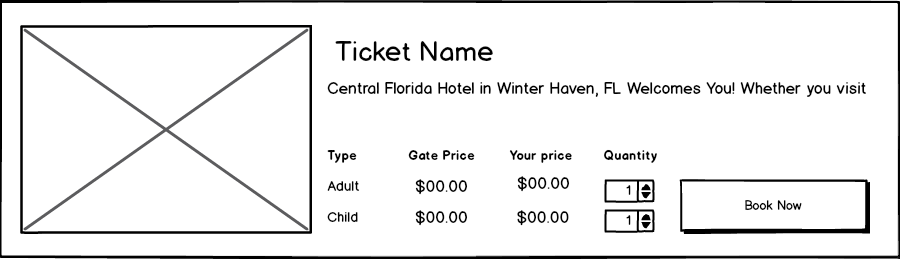 Ticket Name
Central Florida Hotel in Winter Haven, FL Welcomes You! Whether you visit
Type Gate Price Your price Quantity
Adult $00.00 $00.00 1
Child $00.00 $00.00 1
Book Now